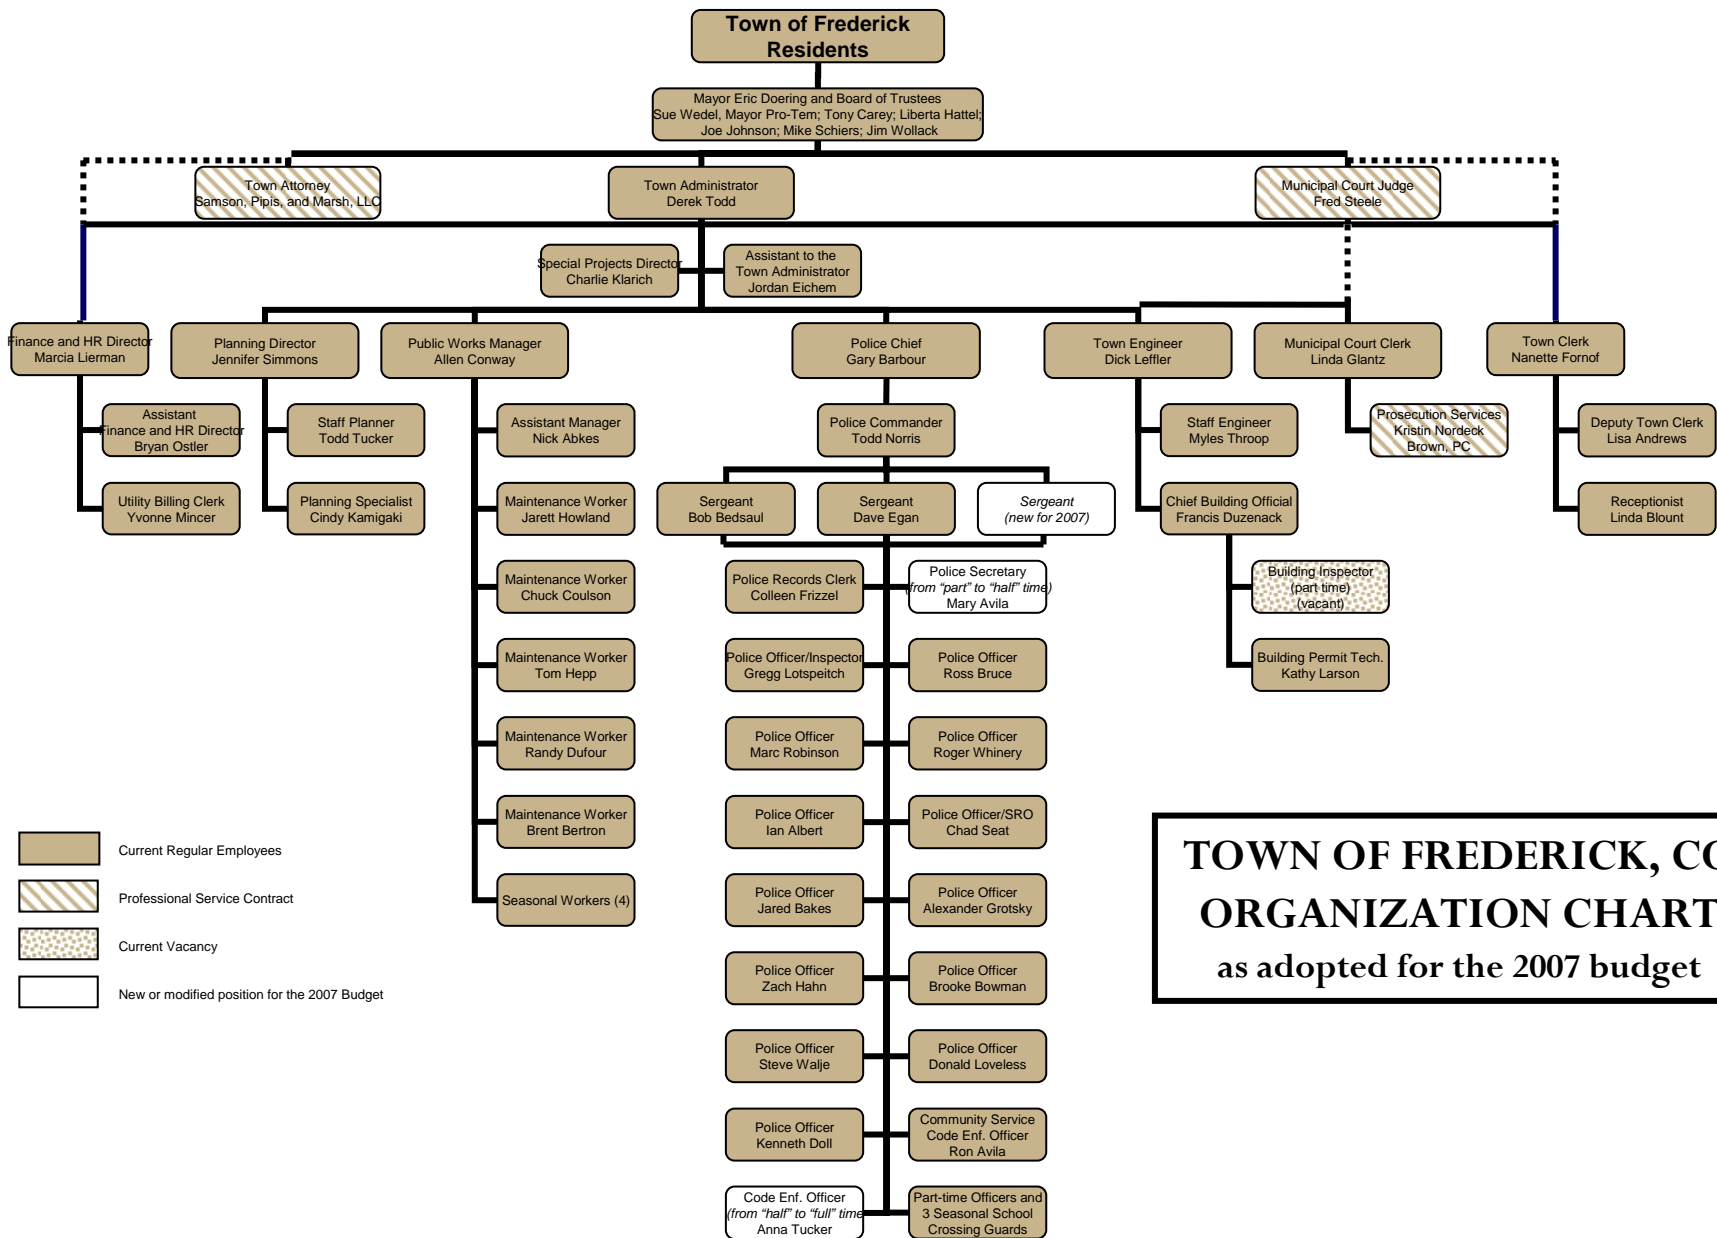 Town of Frederick
Residents
Mayor Eric Doering and Board of Trustees
Sue Wedel, Mayor Pro-Tem; Tony Carey; Liberta Hattel;
Joe Johnson; Mike Schiers; Jim Wollack
Town Attorney
Samson, Pipis, and Marsh, LLC
Town Administrator
Derek Todd
Municipal Court Judge
Fred Steele
Special Projects Director
Charlie Klarich
Assistant to the
Town Administrator
Jordan Eichem
Finance and HR Director
Marcia Lierman
Planning Director
Jennifer Simmons
Public Works Manager
Allen Conway
Police Chief
Gary Barbour
Town Engineer
Dick Leffler
Municipal Court Clerk
Linda Glantz
Town Clerk
Nanette Fornof
Assistant
Finance and HR Director
Bryan Ostler
Staff Planner
Todd Tucker
Assistant Manager
Nick Abkes
Police Commander
Todd Norris
Staff Engineer
Myles Throop
Prosecution Services
Kristin Nordeck
Brown, PC
Deputy Town Clerk
Lisa Andrews
Utility Billing Clerk
Yvonne Mincer
Planning Specialist
Cindy Kamigaki
Maintenance Worker
Jarett Howland
Sergeant
Bob Bedsaul
Sergeant
Dave Egan
Sergeant
(new for 2007)
Chief Building Official
Francis Duzenack
Receptionist
Linda Blount
Maintenance Worker
Chuck Coulson
Police Records Clerk
Colleen Frizzel
Police Secretary
(from “part” to “half” time)
Mary Avila
Building Inspector
(part time)
(vacant)
Maintenance Worker
Tom Hepp
Police Officer/Inspector
Gregg Lotspeitch
Police Officer
Ross Bruce
Building Permit Tech.
Kathy Larson
Maintenance Worker
Randy Dufour
Police Officer
Marc Robinson
Police Officer
Roger Whinery
Maintenance Worker
Brent Bertron
Police Officer
Ian Albert
Police Officer/SRO
Chad Seat
Seasonal Workers (4)
Police Officer
Jared Bakes
Police Officer
Alexander Grotsky
Police Officer
Zach Hahn
Police Officer
Brooke Bowman
Police Officer
Steve Walje
Police Officer
Donald Loveless
Police Officer
Kenneth Doll
Community Service
Code Enf. Officer
Ron Avila
Code Enf. Officer
(from “half” to “full” time
Anna Tucker
Part-time Officers and
3 Seasonal School
Crossing Guards
Current Regular Employees
Professional Service Contract
Current Vacancy
New or modified position for the 2007 Budget
TOWN OF FREDERICK, CO
ORGANIZATION CHART
as adopted for the 2007 budget